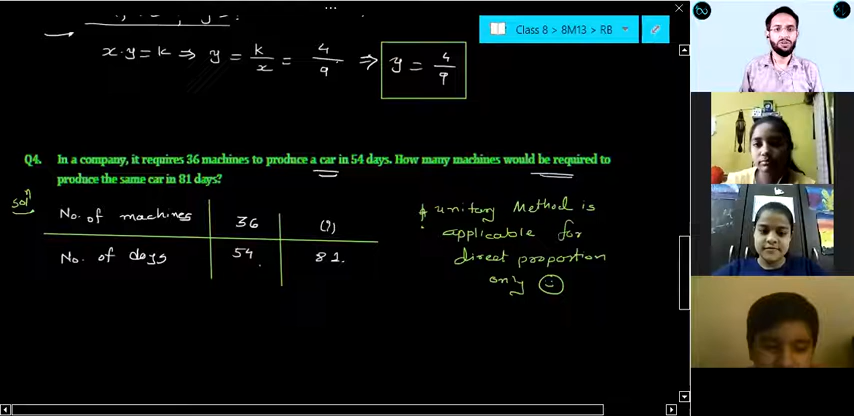 Class 8 > 8M13 > RB
x.y = k ⇒ y = k/x = 4/9 ⇒ y = 4/9
Q4. In a company, it requires 36 machines to produce a car in 54 days. How many machines would be required to
produce the same car in 81 days?
Solⁿ
No. of machines 36 (?)
No. of days 54 81.
* unitary Method is
applicable for
direct proportion
only ☺